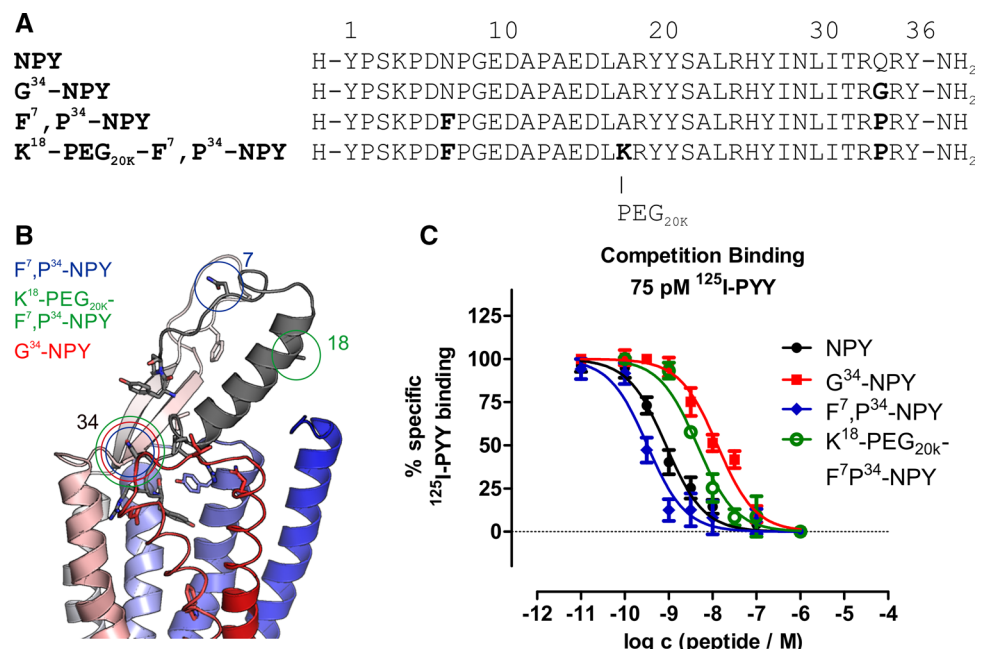 A
1 10 20 30 36
NPY H-YPSKPDNPGEDAPAEDLARYYSALRHYINLITRQRY-NH₂
G³⁴-NPY H-YPSKPDNPGEDAPAEDLARYYSALRHYINLITRGRY-NH₂
F⁷,P³⁴-NPY H-YPSKPDFPGEDAPAEDLARYYSALRHYINLITRPRY-NH
K¹⁸-PEG₂₀ₖ-F⁷,P³⁴-NPY H-YPSKPDFPGEDAPAEDLKRYYSALRHYINLITRPRY-NH₂
|
PEG₂₀ₖ
B
F⁷,P³⁴-NPY
K¹⁸-PEG₂₀ₖ-
F⁷,P³⁴-NPY
G³⁴-NPY
7
18
34
C
Competition Binding
75 pM ¹²⁵I-PYY
% specific
¹²⁵I-PYY binding
125
100
75
50
25
0
-12 -11 -10 -9 -8 -7 -6 -5 -4
log c (peptide / M)
NPY
G³⁴-NPY
F⁷,P³⁴-NPY
K¹⁸-PEG₂₀ₖ-
F⁷P³⁴-NPY